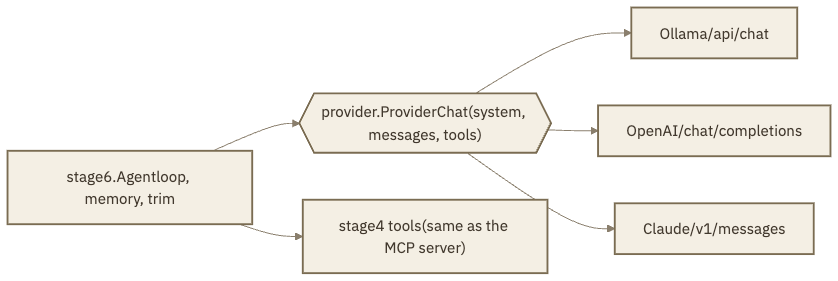 Ollama/api/chat
provider.ProviderChat(system,
messages, tools)
OpenAI/chat/completions
stage6.Agentloop,
memory, trim
stage4 tools(same as the
MCP server)
Claude/v1/messages